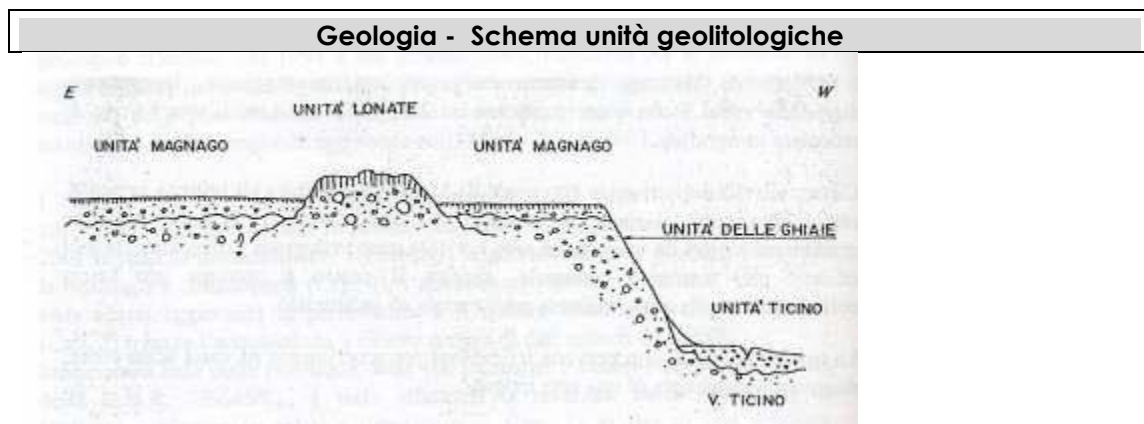 Geologia - Schema unità geolitologiche
E W
UNITA' LONATE
UNITA' MAGNAGO UNITA' MAGNAGO
UNITA' DELLE GHIAIE
UNITA' TICINO
V. TICINO